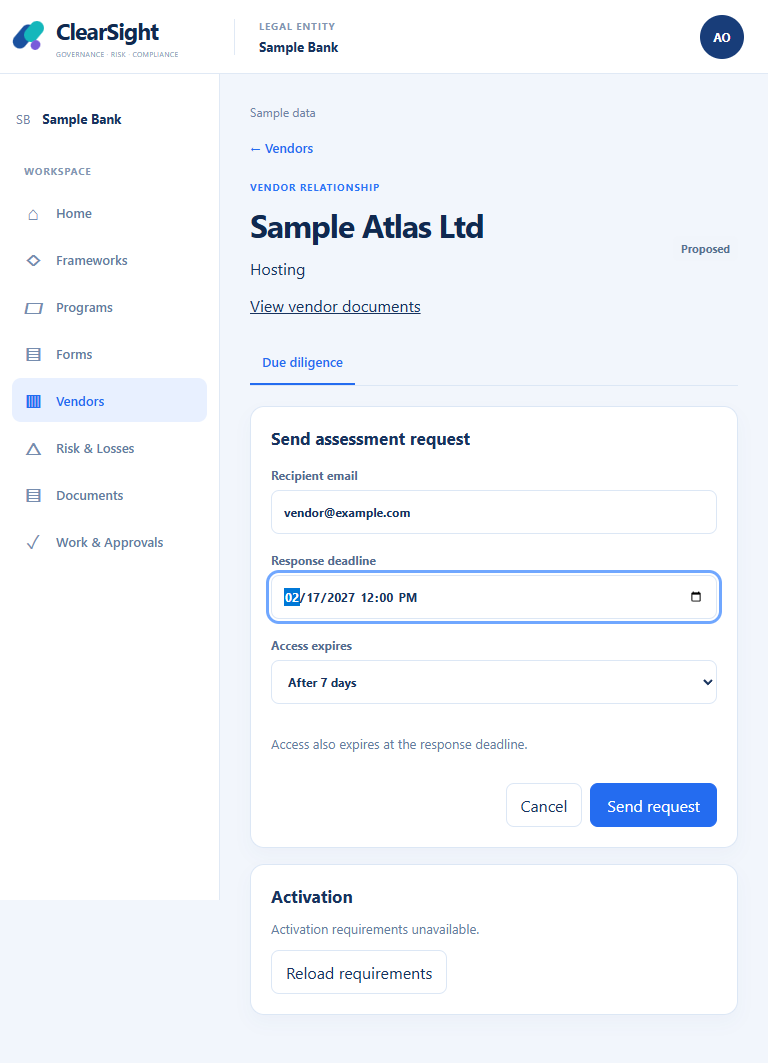 ClearSight
GOVERNANCE · RISK · COMPLIANCE
LEGAL ENTITY
Sample Bank
AO
SB Sample Bank
WORKSPACE
Home
Frameworks
Programs
Forms
Vendors
Risk & Losses
Documents
Work & Approvals
Sample data
← Vendors
VENDOR RELATIONSHIP
Sample Atlas Ltd
Proposed
Hosting
View vendor documents
Due diligence
Send assessment request
Recipient email
vendor@example.com
Response deadline
02/17/2027 12:00 PM
Access expires
After 7 days
Access also expires at the response deadline.
Cancel
Send request
Activation
Activation requirements unavailable.
Reload requirements